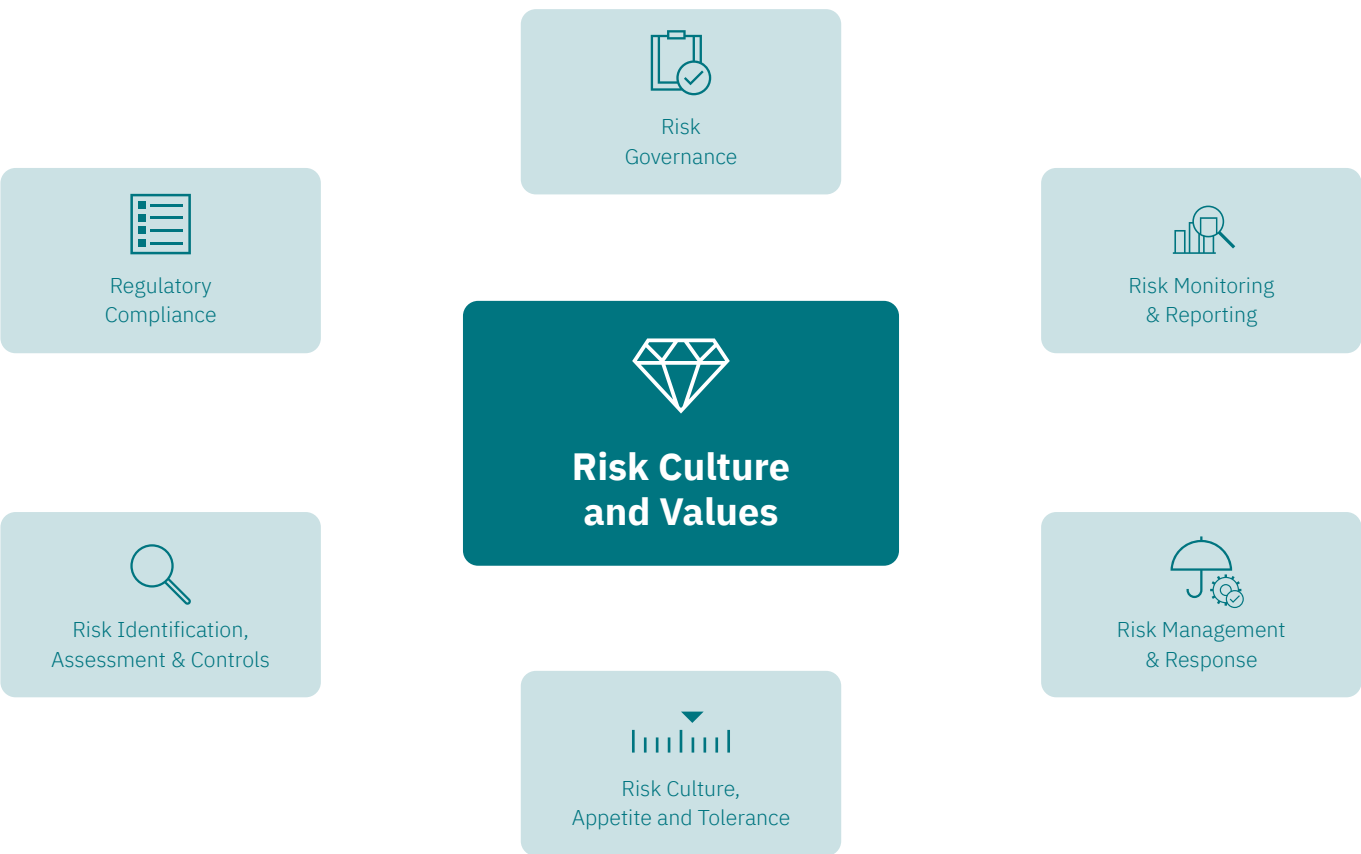 Risk
Governance
Regulatory
Compliance
Risk Monitoring
& Reporting
Risk Culture
and Values
Risk Identification,
Assessment & Controls
Risk Management
& Response
Risk Culture,
Appetite and Tolerance